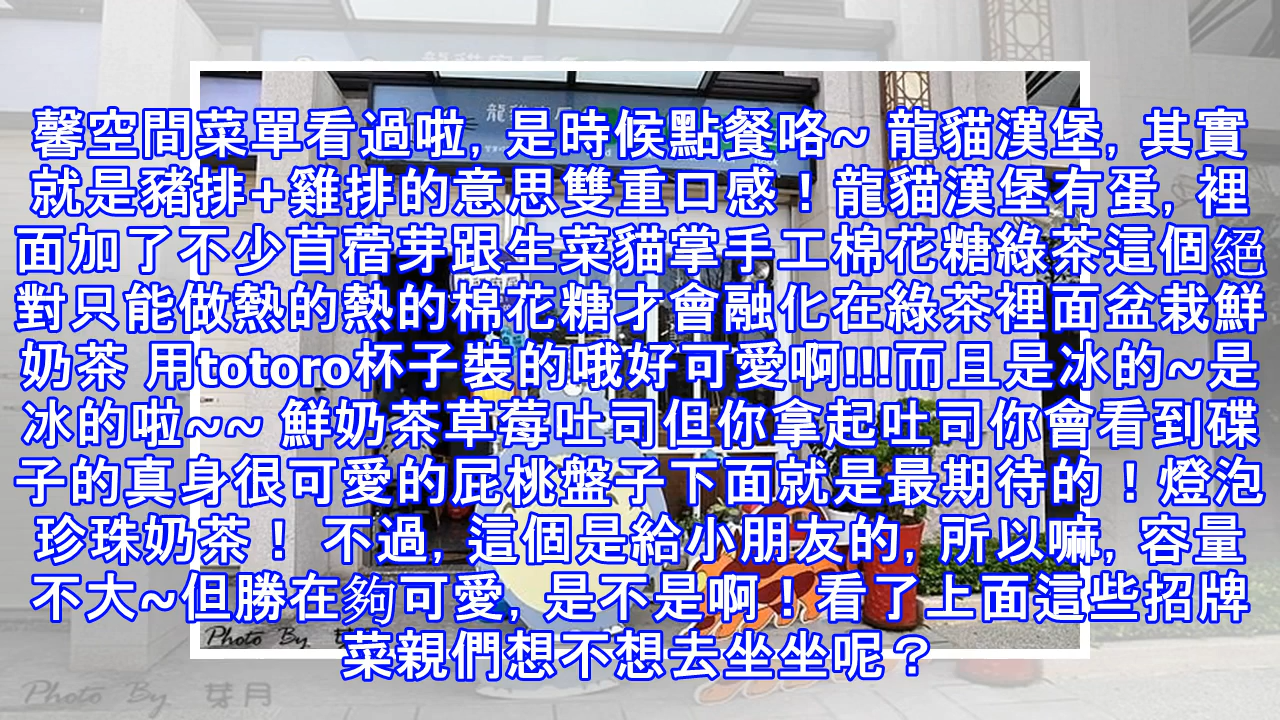 馨空間菜單看過啦, 是時候點餐咯~ 龍貓漢堡, 其實
就是豬排+雞排的意思雙重口感！龍貓漢堡有蛋, 裡
面加了不少苜蓿芽跟生菜貓掌手工棉花糖綠茶這個絕
對只能做熱的熱的棉花糖才會融化在綠茶裡面盆栽鮮
奶茶 用totoro杯子裝的哦好可愛啊!!!而且是冰的~是
冰的啦~~ 鮮奶茶草莓吐司但你拿起吐司你會看到碟
子的真身很可愛的屁桃盤子下面就是最期待的！燈泡
珍珠奶茶！ 不過, 這個是給小朋友的, 所以嘛, 容量
不大~但勝在夠可愛, 是不是啊！看了上面這些招牌
菜親們想不想去坐坐呢？
Photo By
Photo By 芽月